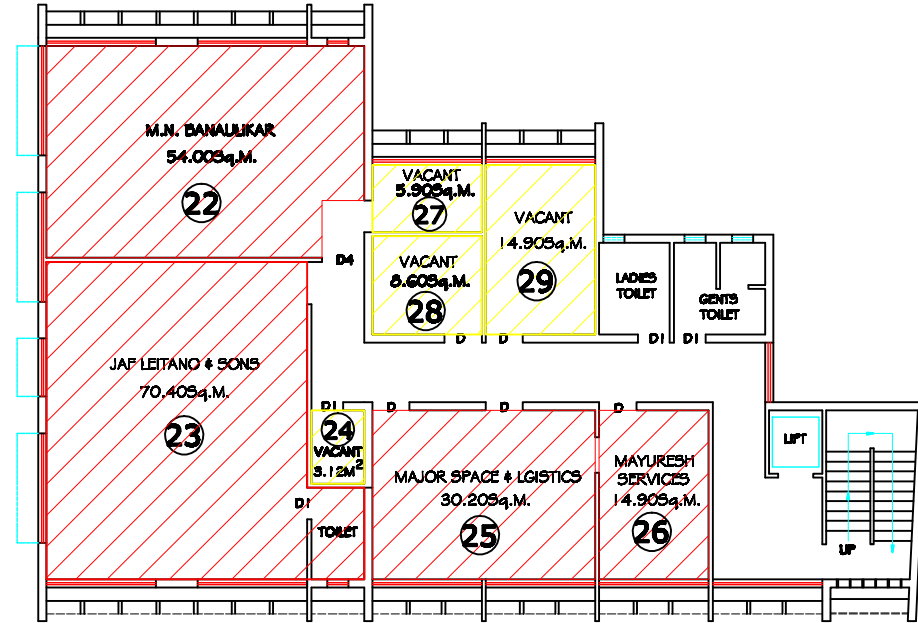 M.N. BANAULIKAR
54.00Sq.M.
22
VACANT
5.90Sq.M.
27
VACANT
14.90Sq.M.
29
D4
VACANT
8.60Sq.M.
28
LADIES
TOILET
GENTS
TOILET
D D
D1 D1
JAF LEITANO & SONS
70.40Sq.M.
23
D1 D D D
24
VACANT
3.12M²
LIFT
MAJOR SPACE & LGISTICS
30.20Sq.M.
25
MAYURESH
SERVICES
14.90Sq.M.
26
D1
TOILET
UP